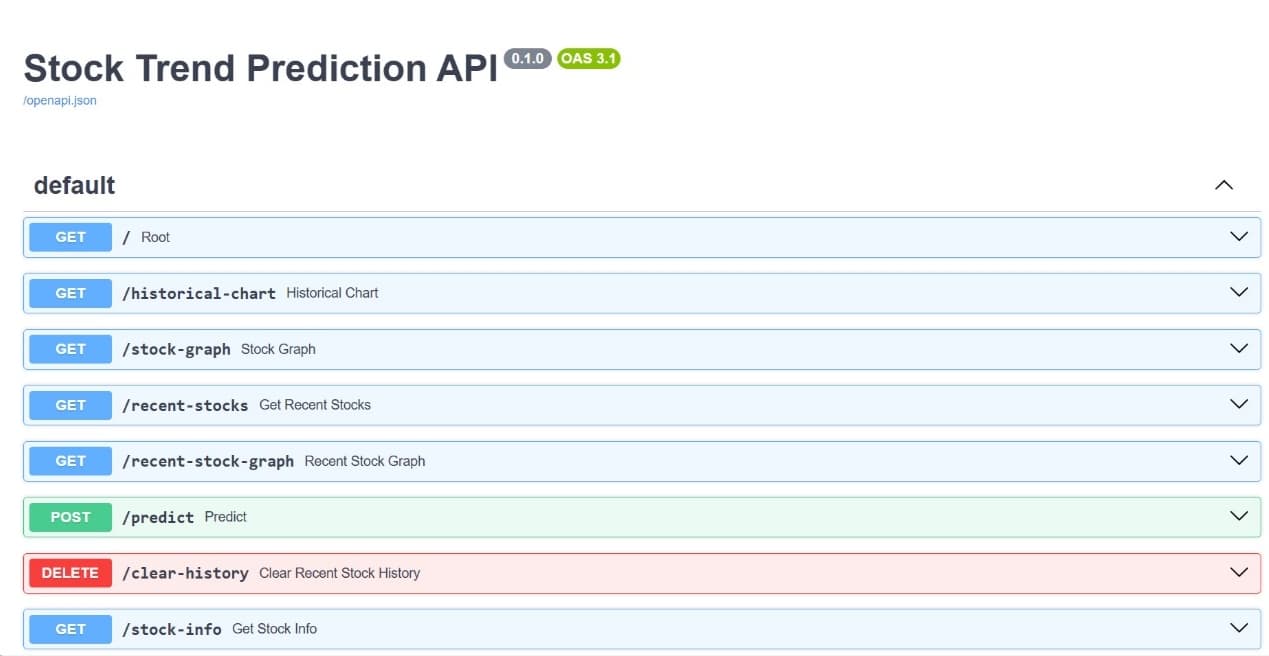 Stock Trend Prediction API 0.1.0 OAS 3.1
/openapi.json
default
GET / Root
GET /historical-chart Historical Chart
GET /stock-graph Stock Graph
GET /recent-stocks Get Recent Stocks
GET /recent-stock-graph Recent Stock Graph
POST /predict Predict
DELETE /clear-history Clear Recent Stock History
GET /stock-info Get Stock Info